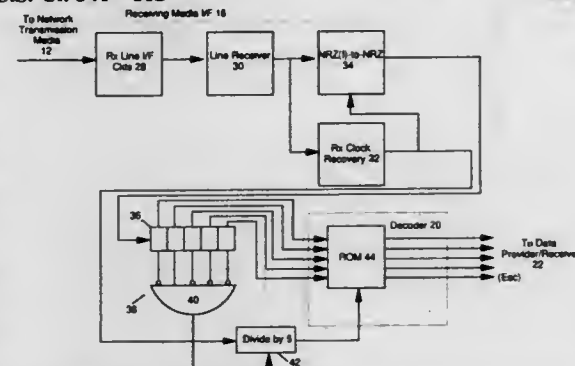 Receiving Media I/F 16
To Network
Transmission
Media
12
Rx Line I/F
Ckts 28
Line Receiver
30
NRZ(I)-to-NRZ
34
Rx Clock
Recovery 32
36
Decoder 20
ROM 44
To Data
Provider/Receiver
22
(Esc)
38
40
Divide by 5
42